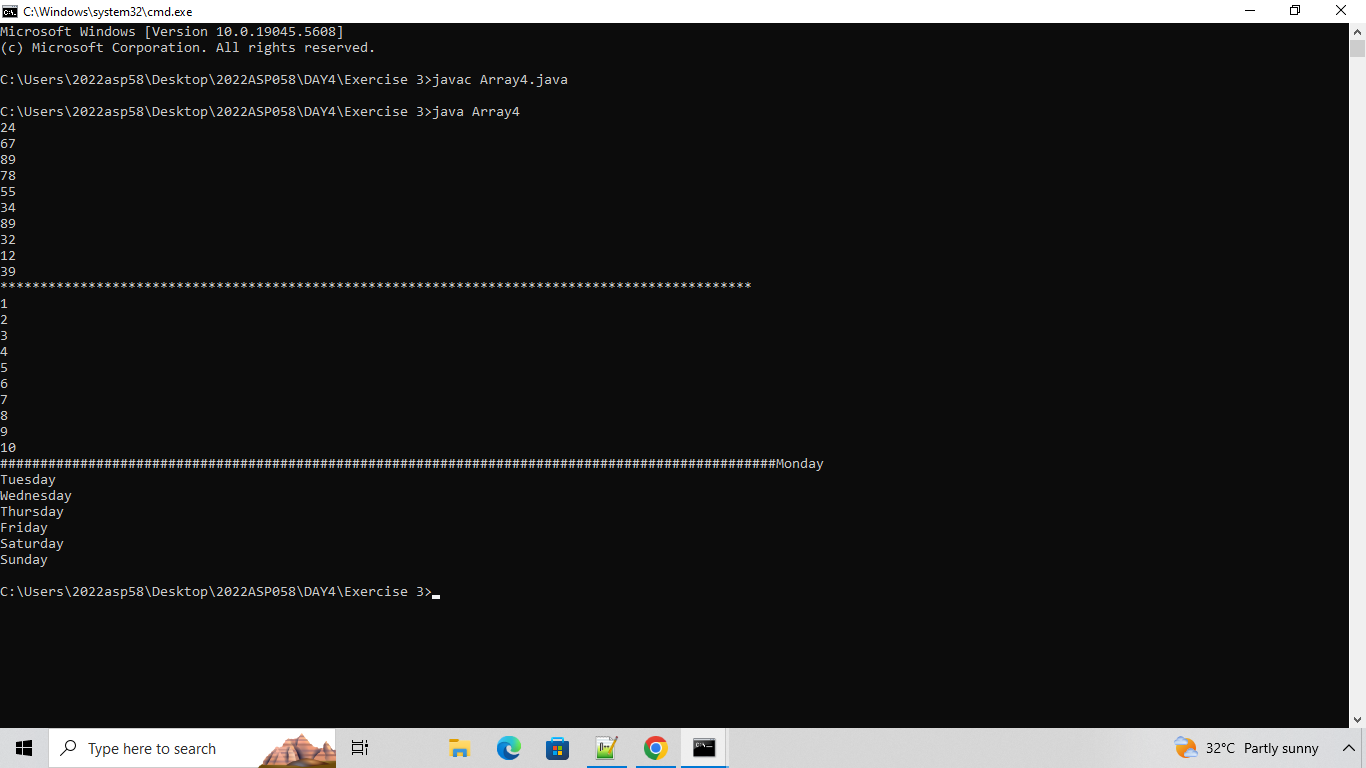 C:\Windows\system32\cmd.exe
Microsoft Windows [Version 10.0.19045.5608]
(c) Microsoft Corporation. All rights reserved.
C:\Users\2022asp58\Desktop\2022ASP058\DAY4\Exercise 3>javac Array4.java
C:\Users\2022asp58\Desktop\2022ASP058\DAY4\Exercise 3>java Array4
24
67
89
78
55
34
89
32
12
39
**********************************************************************************************
1
2
3
4
5
6
7
8
9
10
#################################################################################################Monday
Tuesday
Wednesday
Thursday
Friday
Saturday
Sunday
C:\Users\2022asp58\Desktop\2022ASP058\DAY4\Exercise 3>
Type here to search
32°C Partly sunny